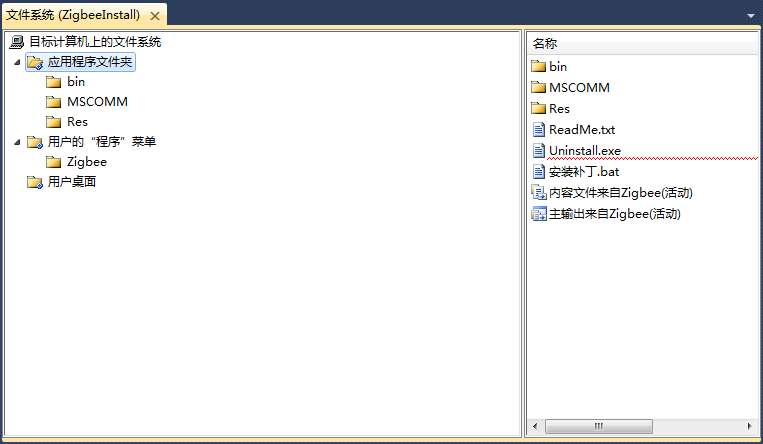 文件系统 (ZigbeeInstall)
目标计算机上的文件系统
应用程序文件夹
bin
MSCOMM
Res
用户的“程序”菜单
Zigbee
用户桌面
名称
bin
MSCOMM
Res
ReadMe.txt
Uninstall.exe
安装补丁.bat
内容文件来自Zigbee(活动)
主输出来自Zigbee(活动)